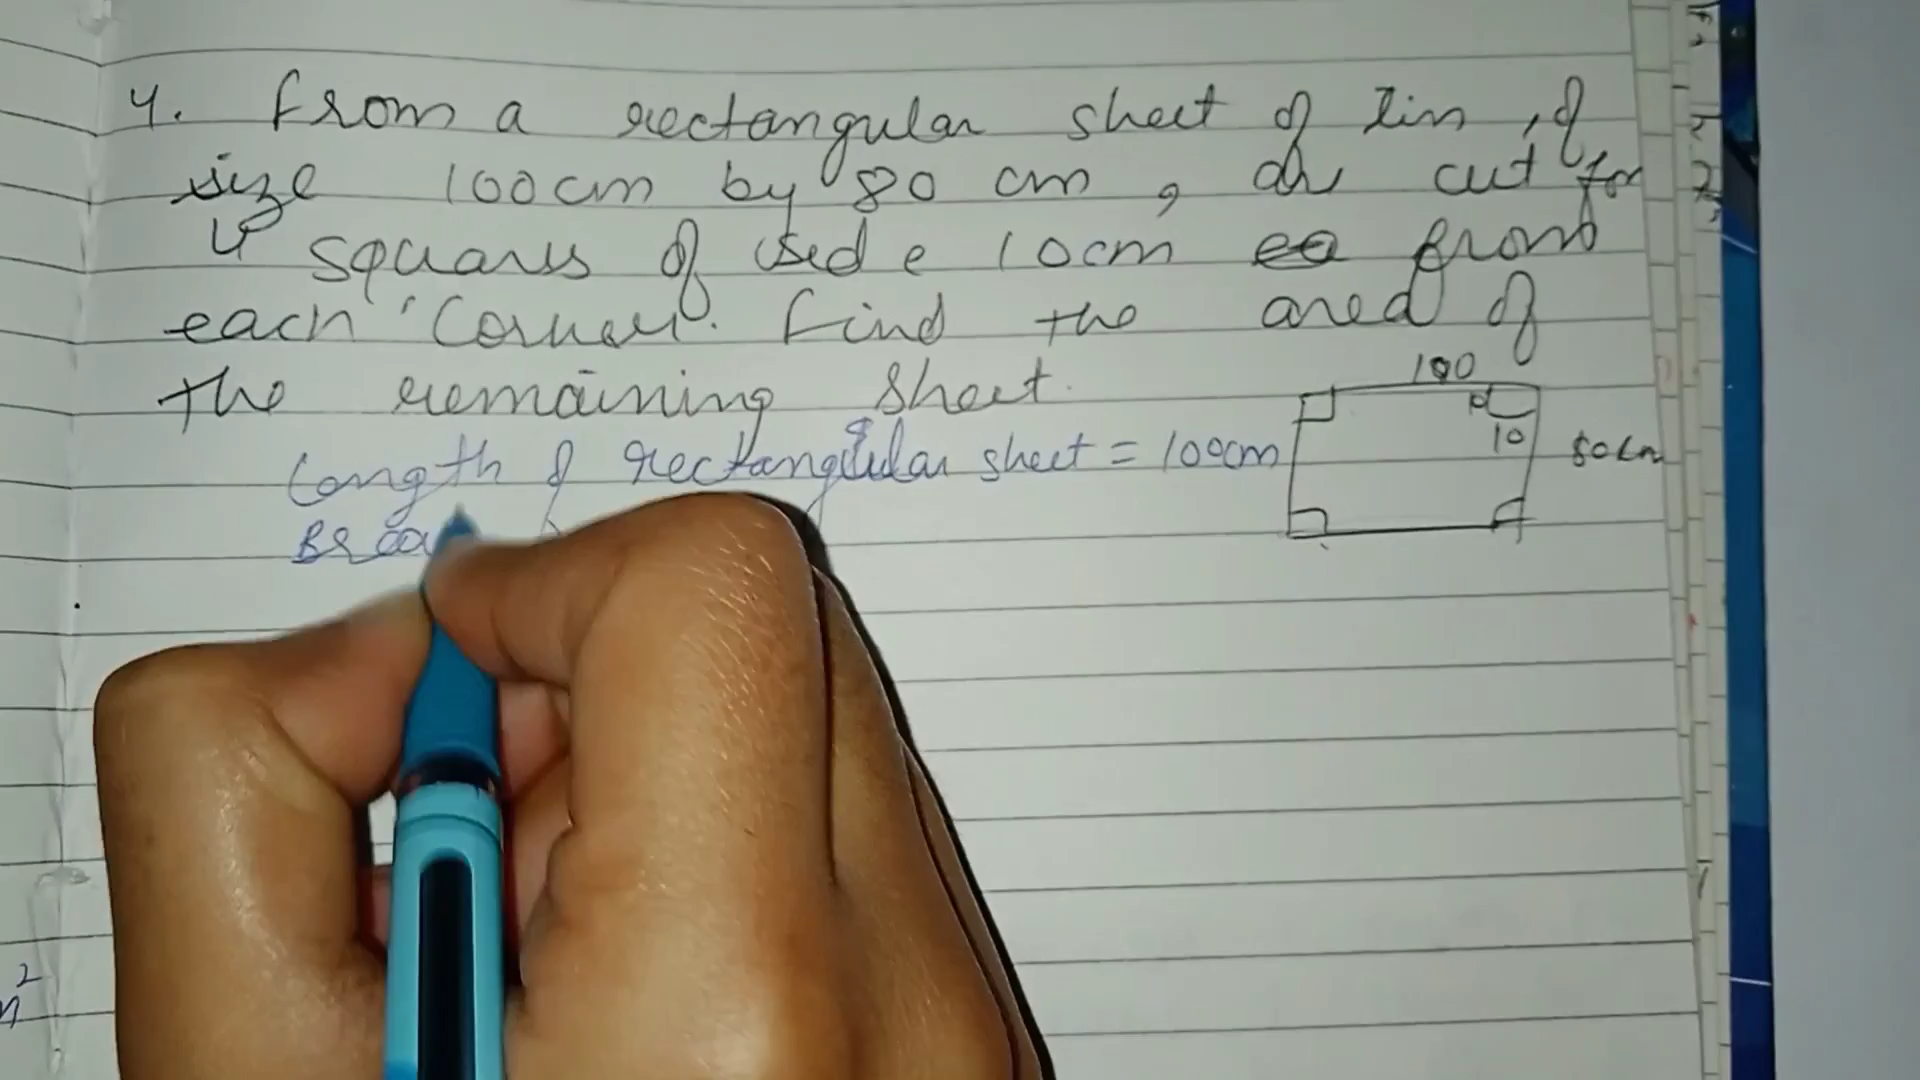 4. From a rectangular sheet of tin, of
size 100cm by 80 cm, are cut for
4 squares of side 10cm from
each corner. Find the area of
the remaining sheet.
100
10
80cm
Length of rectangular sheet = 100cm
Brea
n²